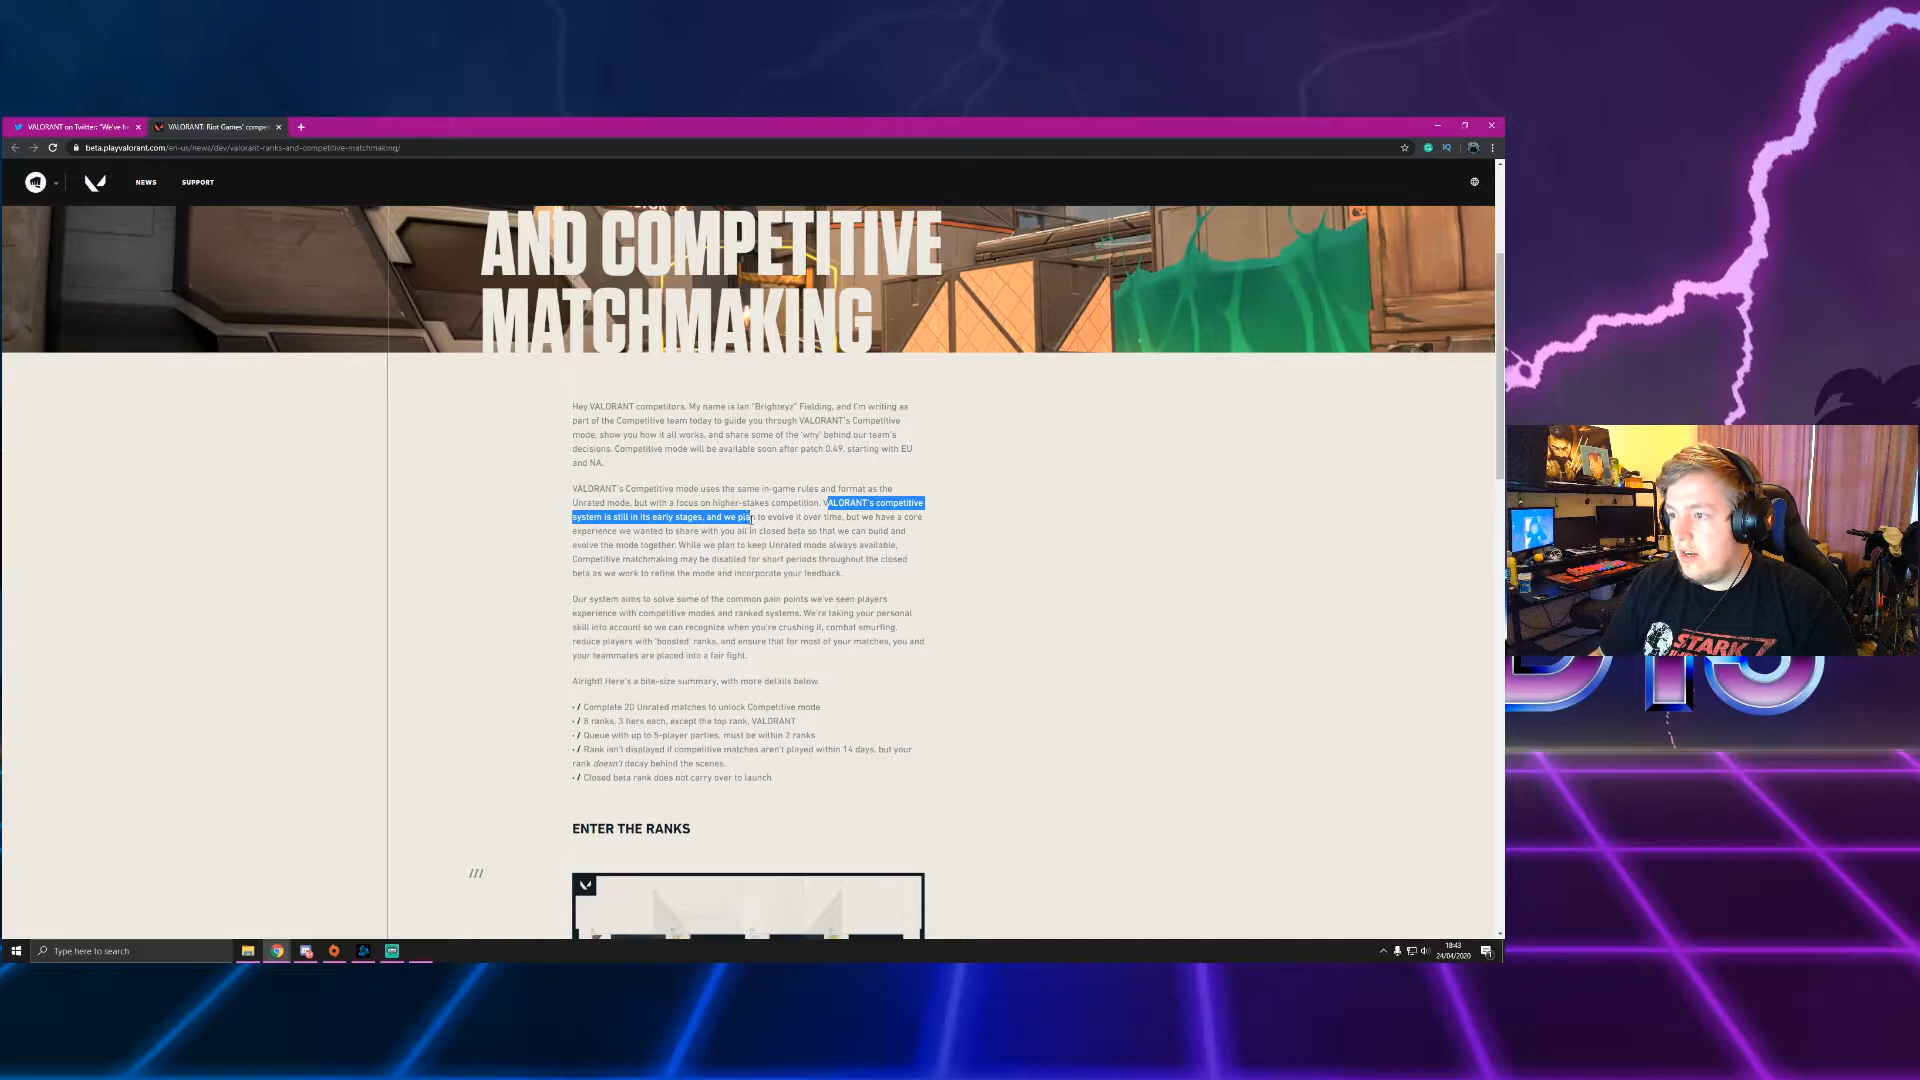 VALORANT on Twitter: "We've he
VALORANT: Riot Games' compet
beta.playvalorant.com/en-us/news/dev/valorant-ranks-and-competitive-matchmaking/
NEWS
SUPPORT
AND COMPETITIVE
MATCHMAKING
Hey VALORANT competitors. My name is Ian "Brighteyz" Fielding, and I'm writing as
part of the Competitive team today to guide you through VALORANT's Competitive
mode, show you how it all works, and share some of the 'why' behind our team's
decisions. Competitive mode will be available soon after patch 0.49, starting with EU
and NA.
VALORANT's Competitive mode uses the same in-game rules and format as the
Unrated mode, but with a focus on higher-stakes competition. VALORANT's competitive
system is still in its early stages, and we plan to evolve it over time, but we have a core
experience we wanted to share with you all in closed beta so that we can build and
evolve the mode together. While we plan to keep Unrated mode always available,
Competitive matchmaking may be disabled for short periods throughout the closed
beta as we work to refine the mode and incorporate your feedback.
Our system aims to solve some of the common pain points we've seen players
experience with competitive modes and ranked systems. We're taking your personal
skill into account so we can recognize when you're crushing it, combat smurfing,
reduce players with 'boosted' ranks, and ensure that for most of your matches, you and
your teammates are placed into a fair fight.
Alright! Here's a bite-size summary, with more details below.
· / Complete 20 Unrated matches to unlock Competitive mode
· / 8 ranks, 3 tiers each, except the top rank, VALORANT
· / Queue with up to 5-player parties, must be within 2 ranks
· / Rank isn't displayed if competitive matches aren't played within 14 days, but your
rank doesn't decay behind the scenes.
· / Closed beta rank does not carry over to launch
ENTER THE RANKS
///
Type here to search
18:43
24/04/2020
STARK